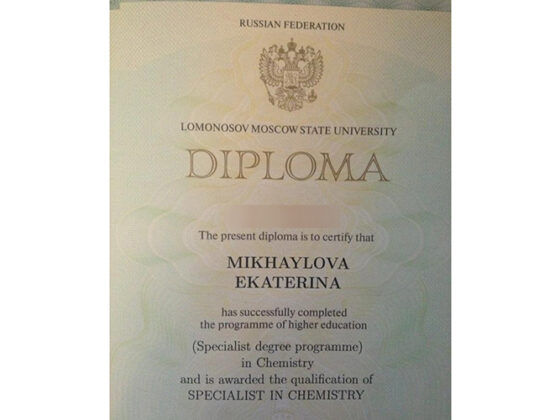 RUSSIAN FEDERATION
LOMONOSOV MOSCOW STATE UNIVERSITY
DIPLOMA
The present diploma is to certify that
MIKHAYLOVA
EKATERINA
has successfully completed
the programme of higher education
(Specialist degree programme)
in Chemistry
and is awarded the qualification of
SPECIALIST IN CHEMISTRY